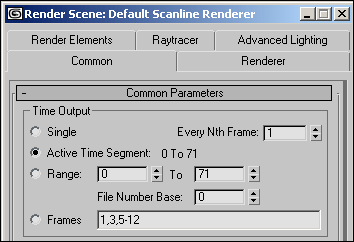 Render Scene: Default Scanline Renderer
Render Elements Raytracer Advanced Lighting
Common Renderer
- Common Parameters
Time Output
Single Every Nth Frame: 1
Active Time Segment: 0 To 71
Range: 0 To 71
File Number Base: 0
Frames 1,3,5-12